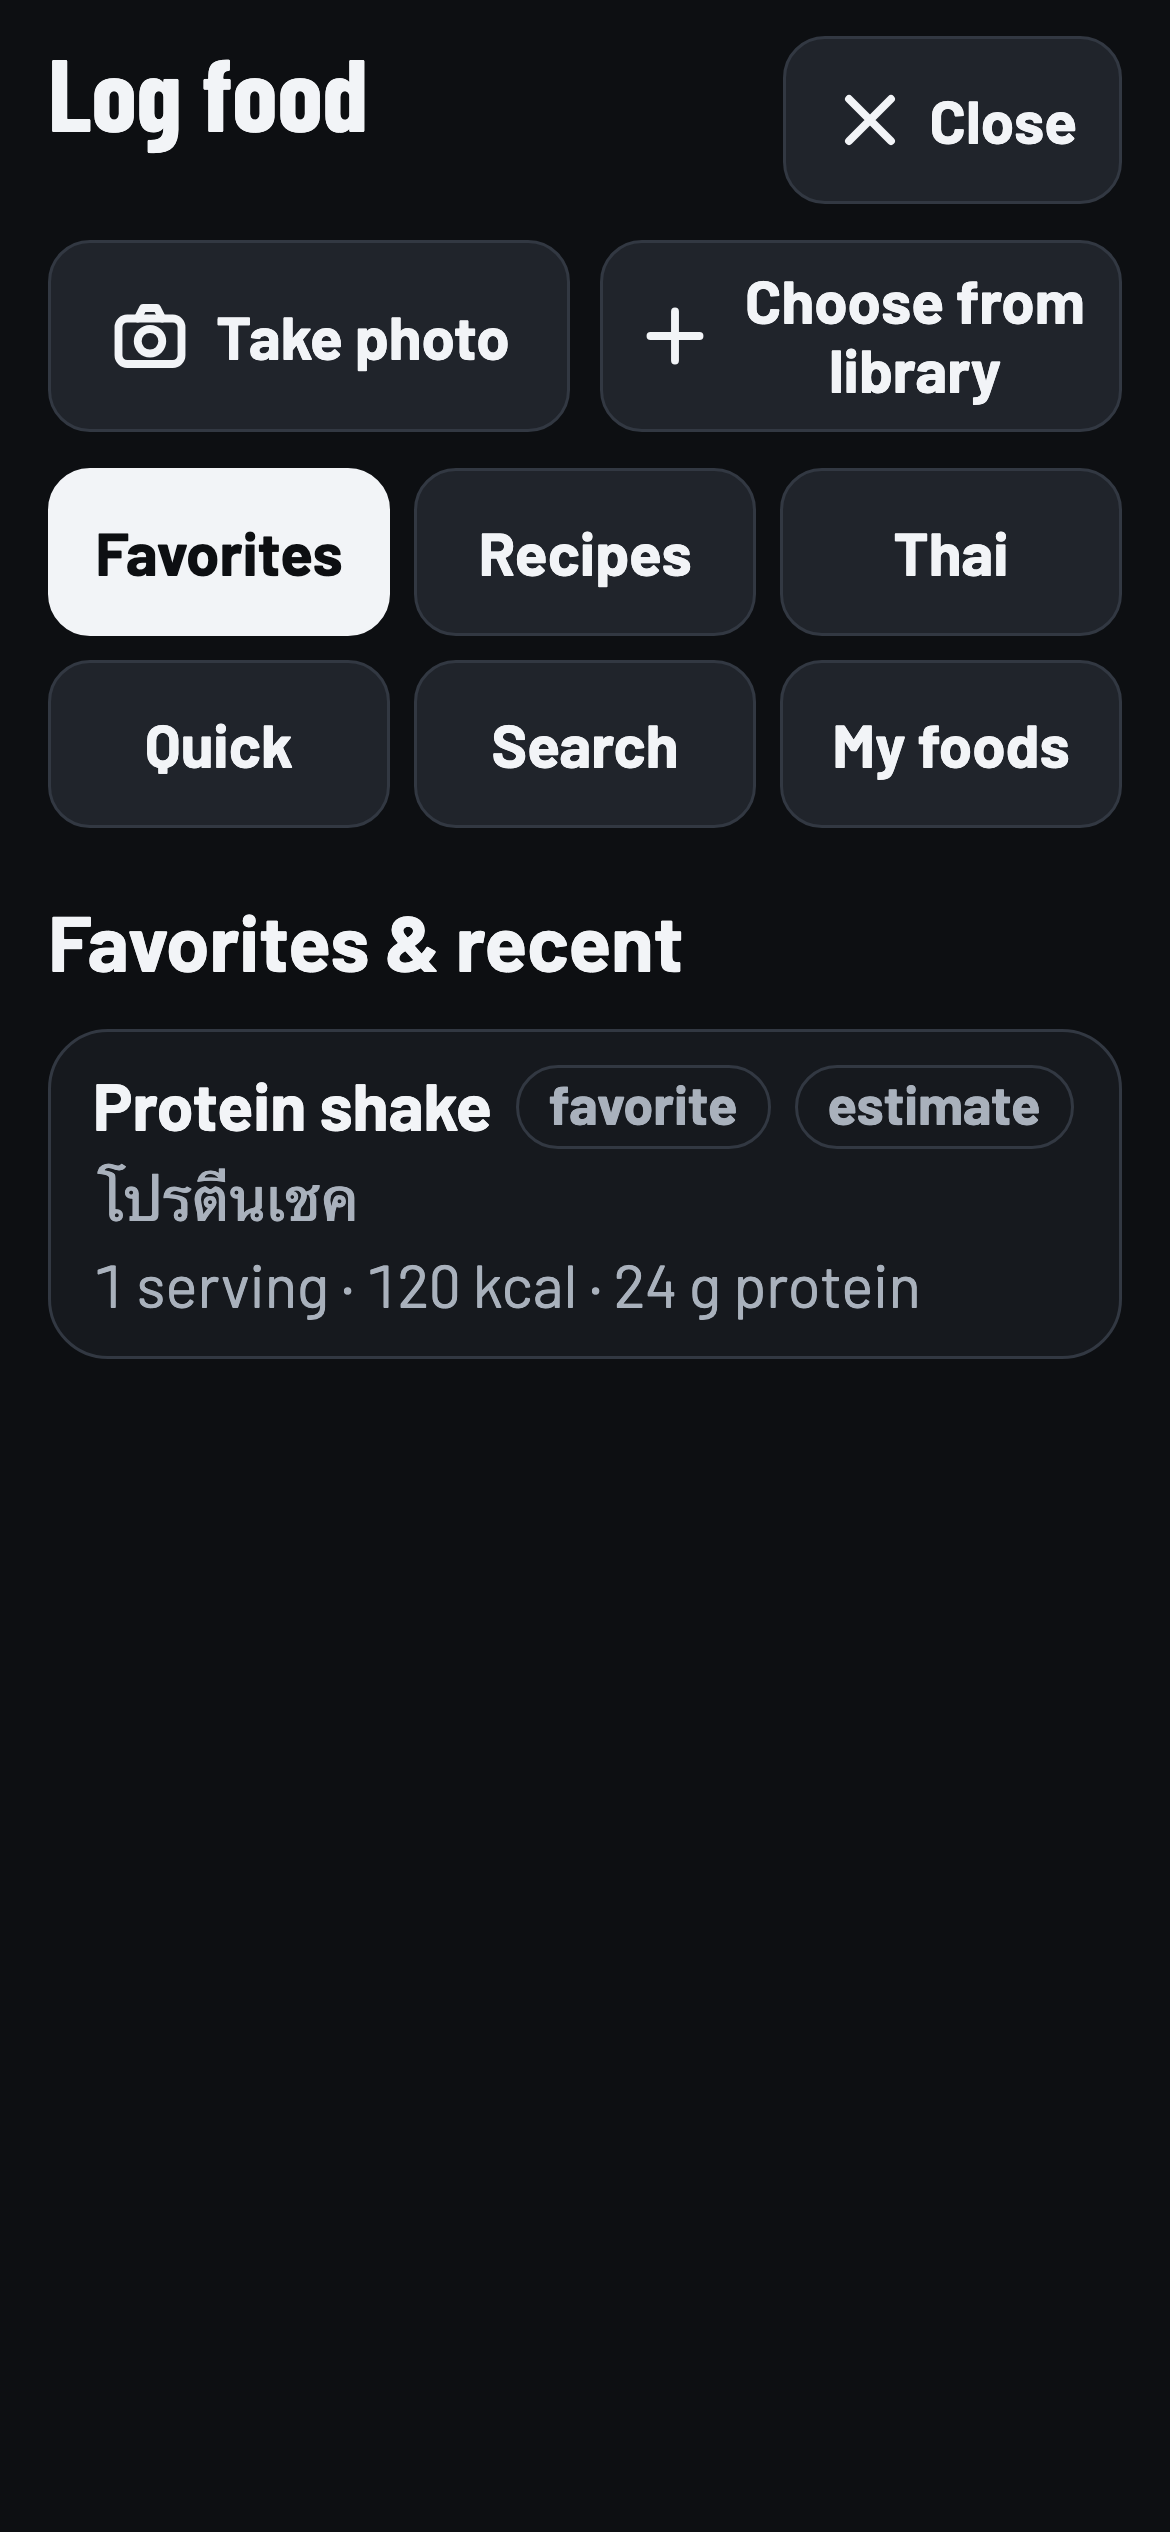 Log food
Close
Take photo
Choose from
library
Favorites
Recipes
Thai
Quick
Search
My foods
Favorites & recent
Protein shake favorite estimate
โปรตีนเชค
1 serving · 120 kcal · 24 g protein